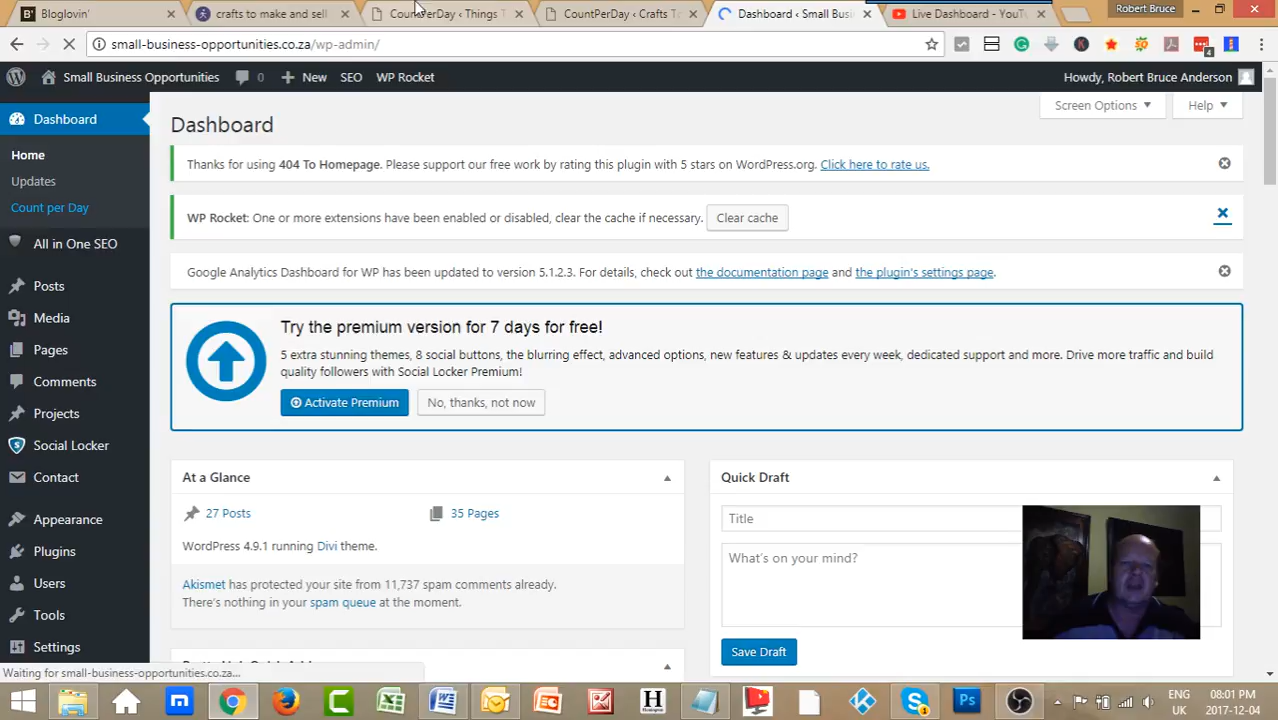 Bloglovin'
crafts to make and sell
CountPerDay ‹ Things T
CountPerDay ‹ Crafts To
Dashboard ‹ Small Busi
Live Dashboard - YouTu
Robert Bruce
small-business-opportunities.co.za/wp-admin/
4
Small Business Opportunities
0
New
SEO
WP Rocket
Howdy, Robert Bruce Anderson
Dashboard
Screen Options
Help
Dashboard
Home
Updates
Count per Day
All in One SEO
Posts
Media
Pages
Comments
Projects
Social Locker
Contact
Appearance
Plugins
Users
Tools
Settings
Thanks for using 404 To Homepage. Please support our free work by rating this plugin with 5 stars on WordPress.org. Click here to rate us.
WP Rocket: One or more extensions have been enabled or disabled, clear the cache if necessary. Clear cache
Google Analytics Dashboard for WP has been updated to version 5.1.2.3. For details, check out the documentation page and the plugin's settings page.
Try the premium version for 7 days for free!
5 extra stunning themes, 8 social buttons, the blurring effect, advanced options, new features & updates every week, dedicated support and more. Drive more traffic and build
quality followers with Social Locker Premium!
Activate Premium
No, thanks, not now
At a Glance
27 Posts
35 Pages
WordPress 4.9.1 running Divi theme.
Akismet has protected your site from 11,737 spam comments already.
There's nothing in your spam queue at the moment.
Quick Draft
Title
What's on your mind?
Save Draft
Waiting for small-business-opportunities.co.za...
ENG
UK
08:01 PM
2017-12-04